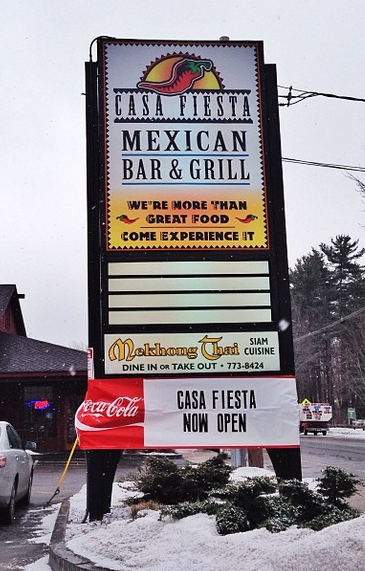 CASA FIESTA
MEXICAN
BAR & GRILL
WE'RE MORE THAN
GREAT FOOD
COME EXPERIENCE IT
Mekhong Thai SIAM CUISINE
DINE IN OR TAKE OUT • 773-8424
Coca-Cola
CASA FIESTA
NOW OPEN